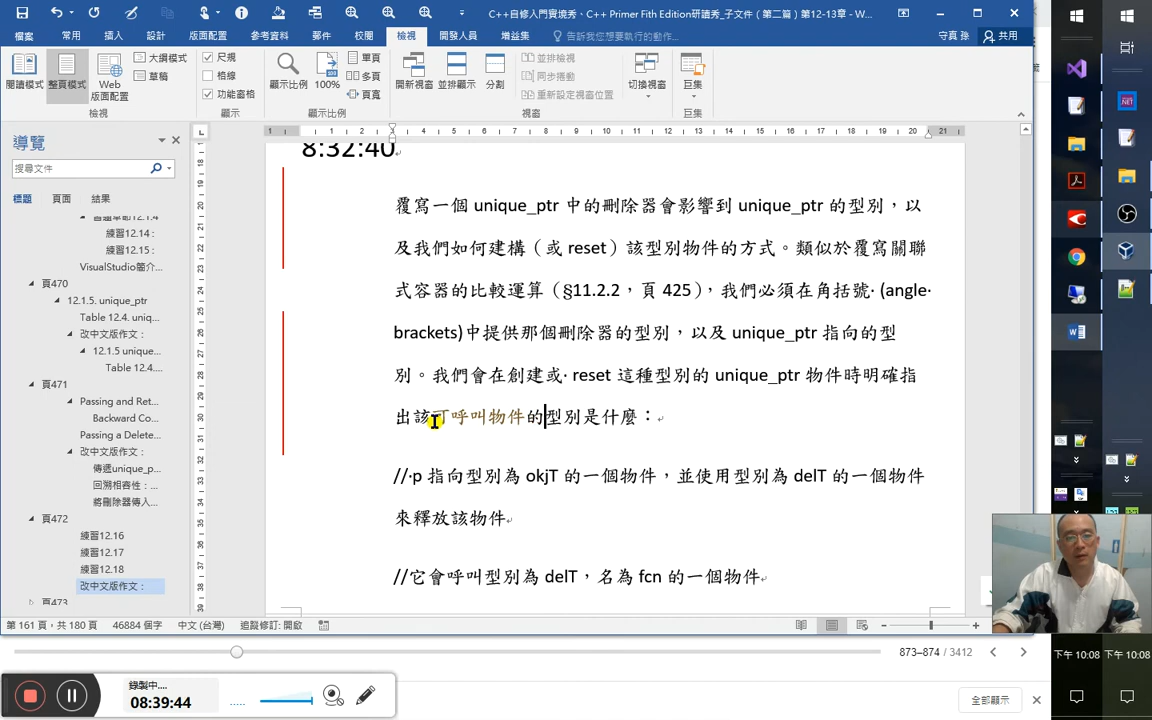 C++自修入門實境秀、C++ Primer Fifth Edition研讀秀_子文件（第二篇）第12-13章 - W...
檔案 常用 插入 設計 版面配置 參考資料 郵件 校閱 檢視 開發人員 增益集 告訴我您想要執行的動作... 守真 孫 共用
閱讀模式 整頁模式 Web 版面配置 大綱模式 草稿
檢視
尺規
格線
功能窗格
顯示
顯示比例 100% 單頁 多頁 頁寬
顯示比例
開新視窗 並排顯示 分割
並排檢視
同步捲動
重新設定視窗位置
切換視窗
視窗
巨集
巨集
導覽
搜尋文件
標題 頁面 結果
練習12.14：
練習12.15：
VisualStudio簡介...
頁470
12.1.5. unique_ptr
Table 12.4. uniq...
改中文版作文：
12.1.5 unique...
Table 12.4....
頁471
Passing and Ret...
Backward Co...
Passing a Delete...
改中文版作文：
傳遞unique_p...
回溯相容性：...
將刪除器傳入...
頁472
練習12.16
練習12.17
練習12.18
改中文版作文：
頁473
8:32:40
覆寫一個 unique_ptr 中的刪除器會影響到 unique_ptr 的型別，以
及我們如何建構（或 reset）該型別物件的方式。類似於覆寫關聯
式容器的比較運算（§11.2.2，頁 425），我們必須在角括號 (angle
brackets)中提供那個刪除器的型別，以及 unique_ptr 指向的型
別。我們會在創建或 reset 這種型別的 unique_ptr 物件時明確指
出該可呼叫物件的型別是什麼：
// p 指向型別為 okjT 的一個物件，並使用型別為 delT 的一個物件
來釋放該物件
//它會呼叫型別為 delT，名為 fcn 的一個物件
第 161 頁，共 180 頁 46884 個字 中文 (台灣) 追蹤修訂: 開啟
873–874 / 3412
錄製中....
08:39:44
全部顯示
下午 10:08 下午 10:08